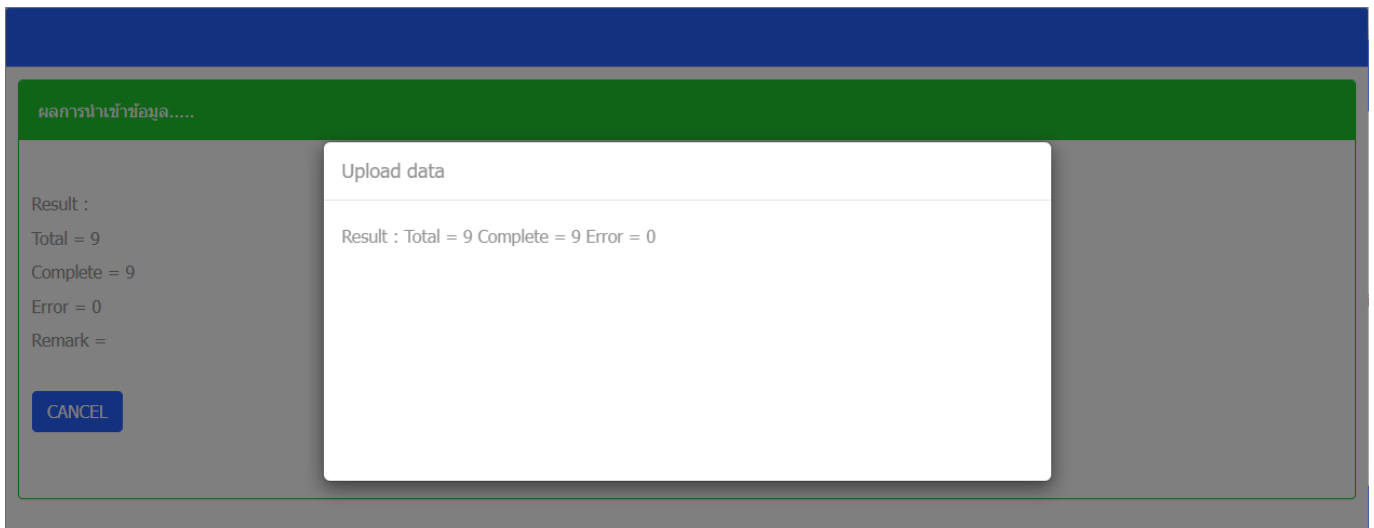 ผลการนำเข้าข้อมูล.....
Upload data
Result : Total = 9 Complete = 9 Error = 0
Result :
Total = 9
Complete = 9
Error = 0
Remark =
CANCEL